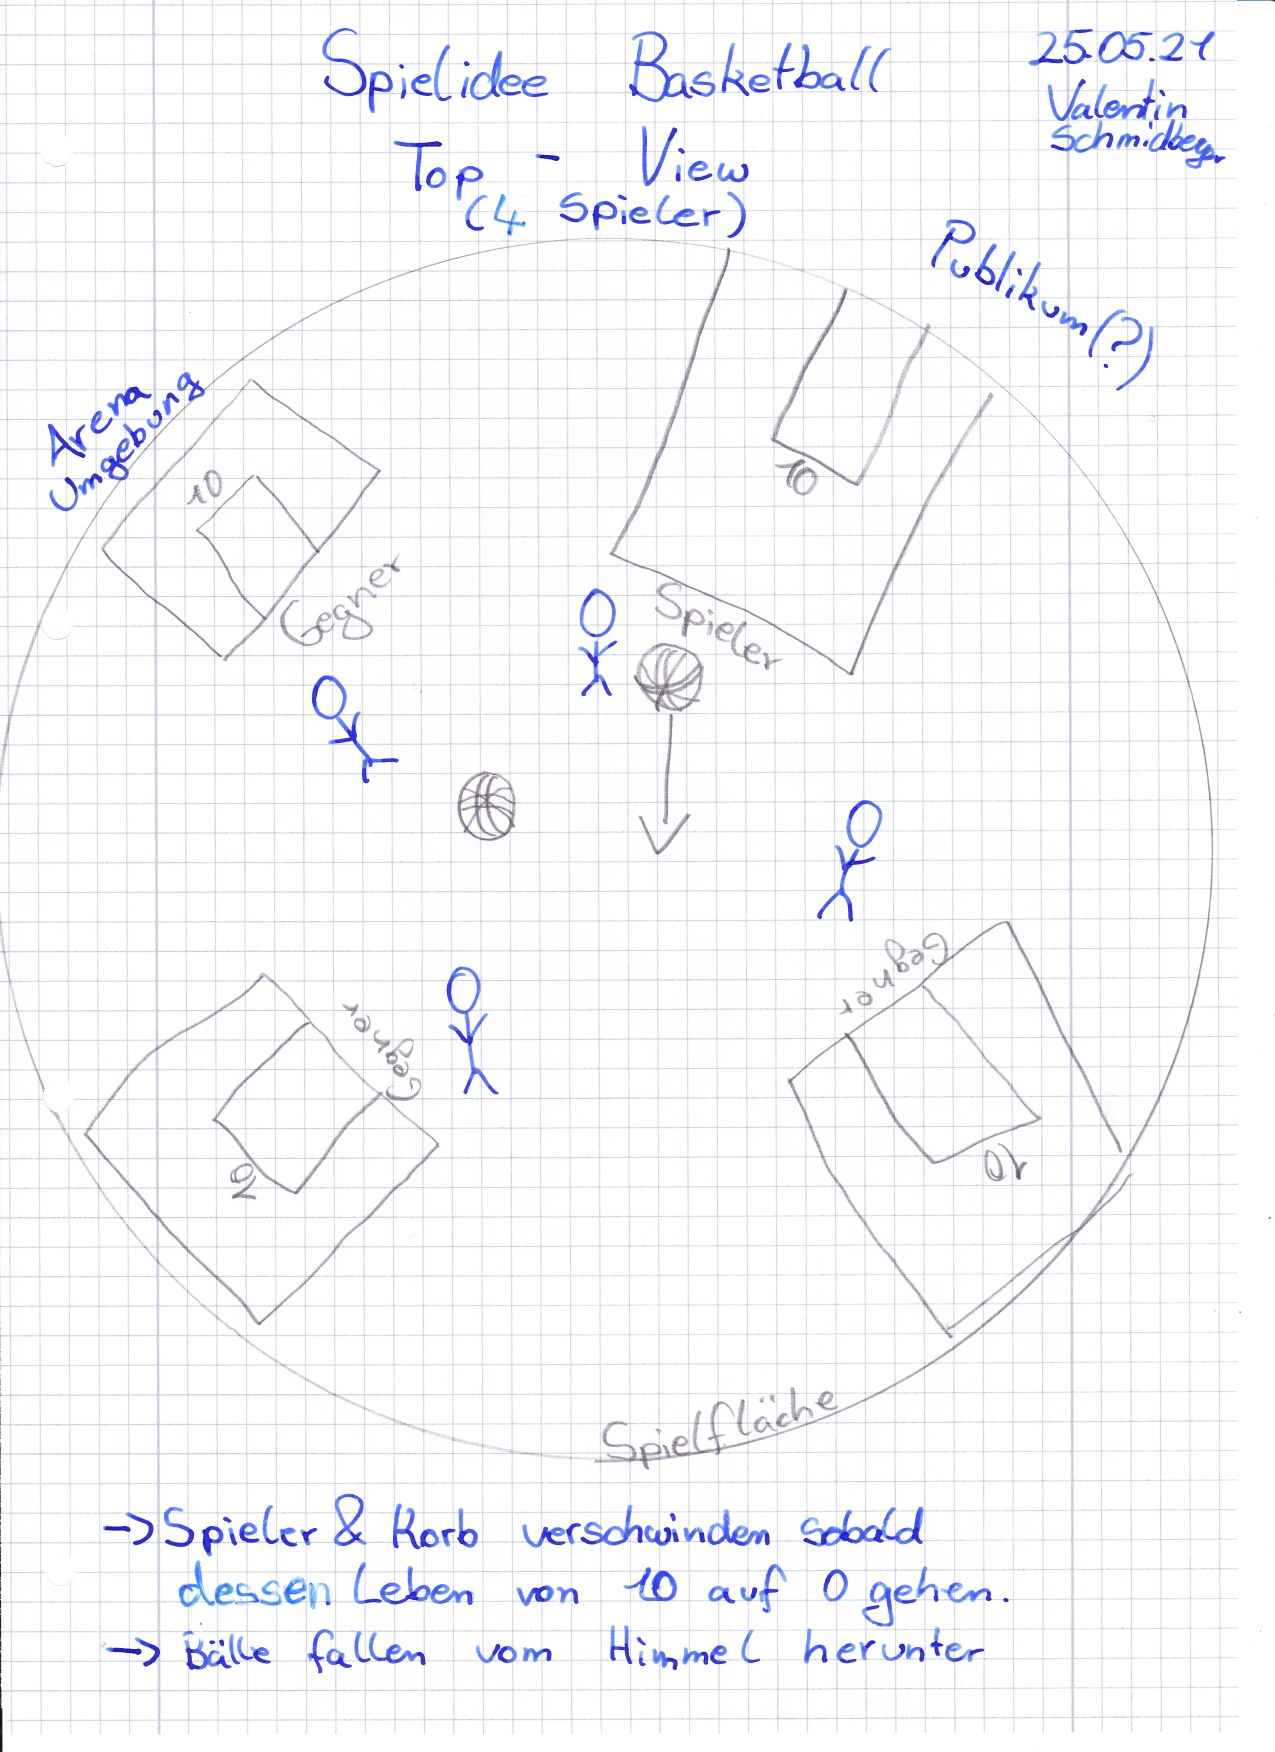 Spielidee Basketball
25.05.21
Valentin
Schmidberger
Top - View
(4 Spieler)
Publikum (?)
Arena
Umgebung
10
10
Gegner
Spieler
Gegner
Gegner
10
10
Spielfläche
-> Spieler & Korb verschwinden sobald
dessen Leben von 10 auf 0 gehen.
-> Bälle fallen vom Himmel herunter